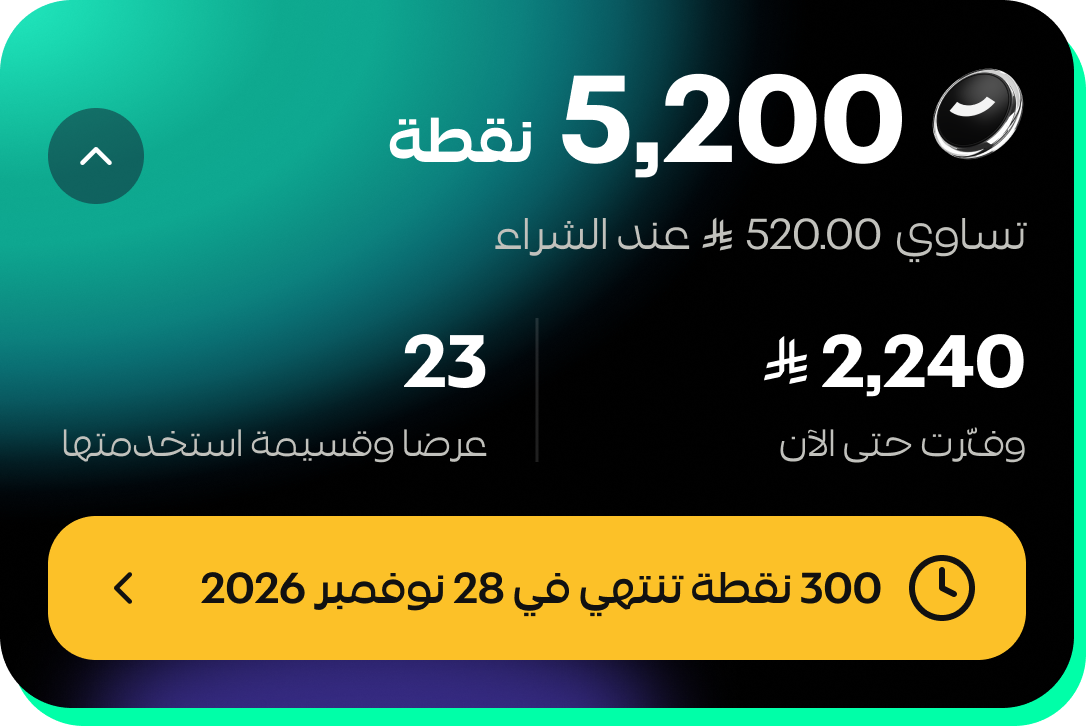 5,200 نقطة
تساوي 520.00 ⃁ عند الشراء
2,240 ⃁
وفّرت حتى الآن
23
عرضا وقسيمة استخدمتها
300 نقطة تنتهي في 28 نوفمبر 2026